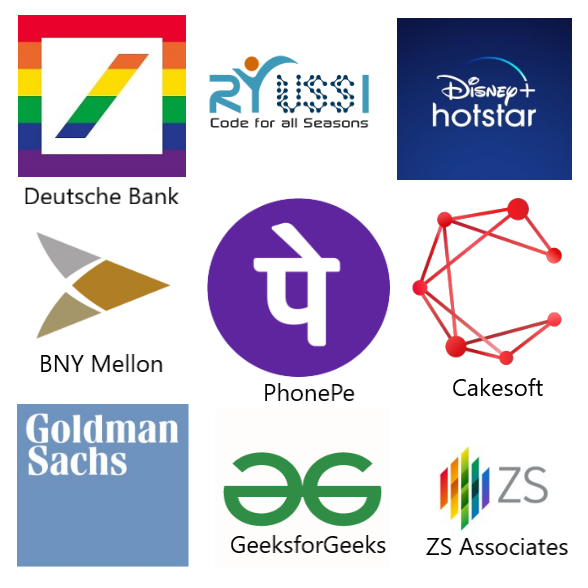 RYUSSI
Code for all Seasons
Disney+
hotstar
Deutsche Bank
पे
BNY Mellon
PhonePe
Cakesoft
Goldman
Sachs
GG
GeeksforGeeks
ZS
ZS Associates